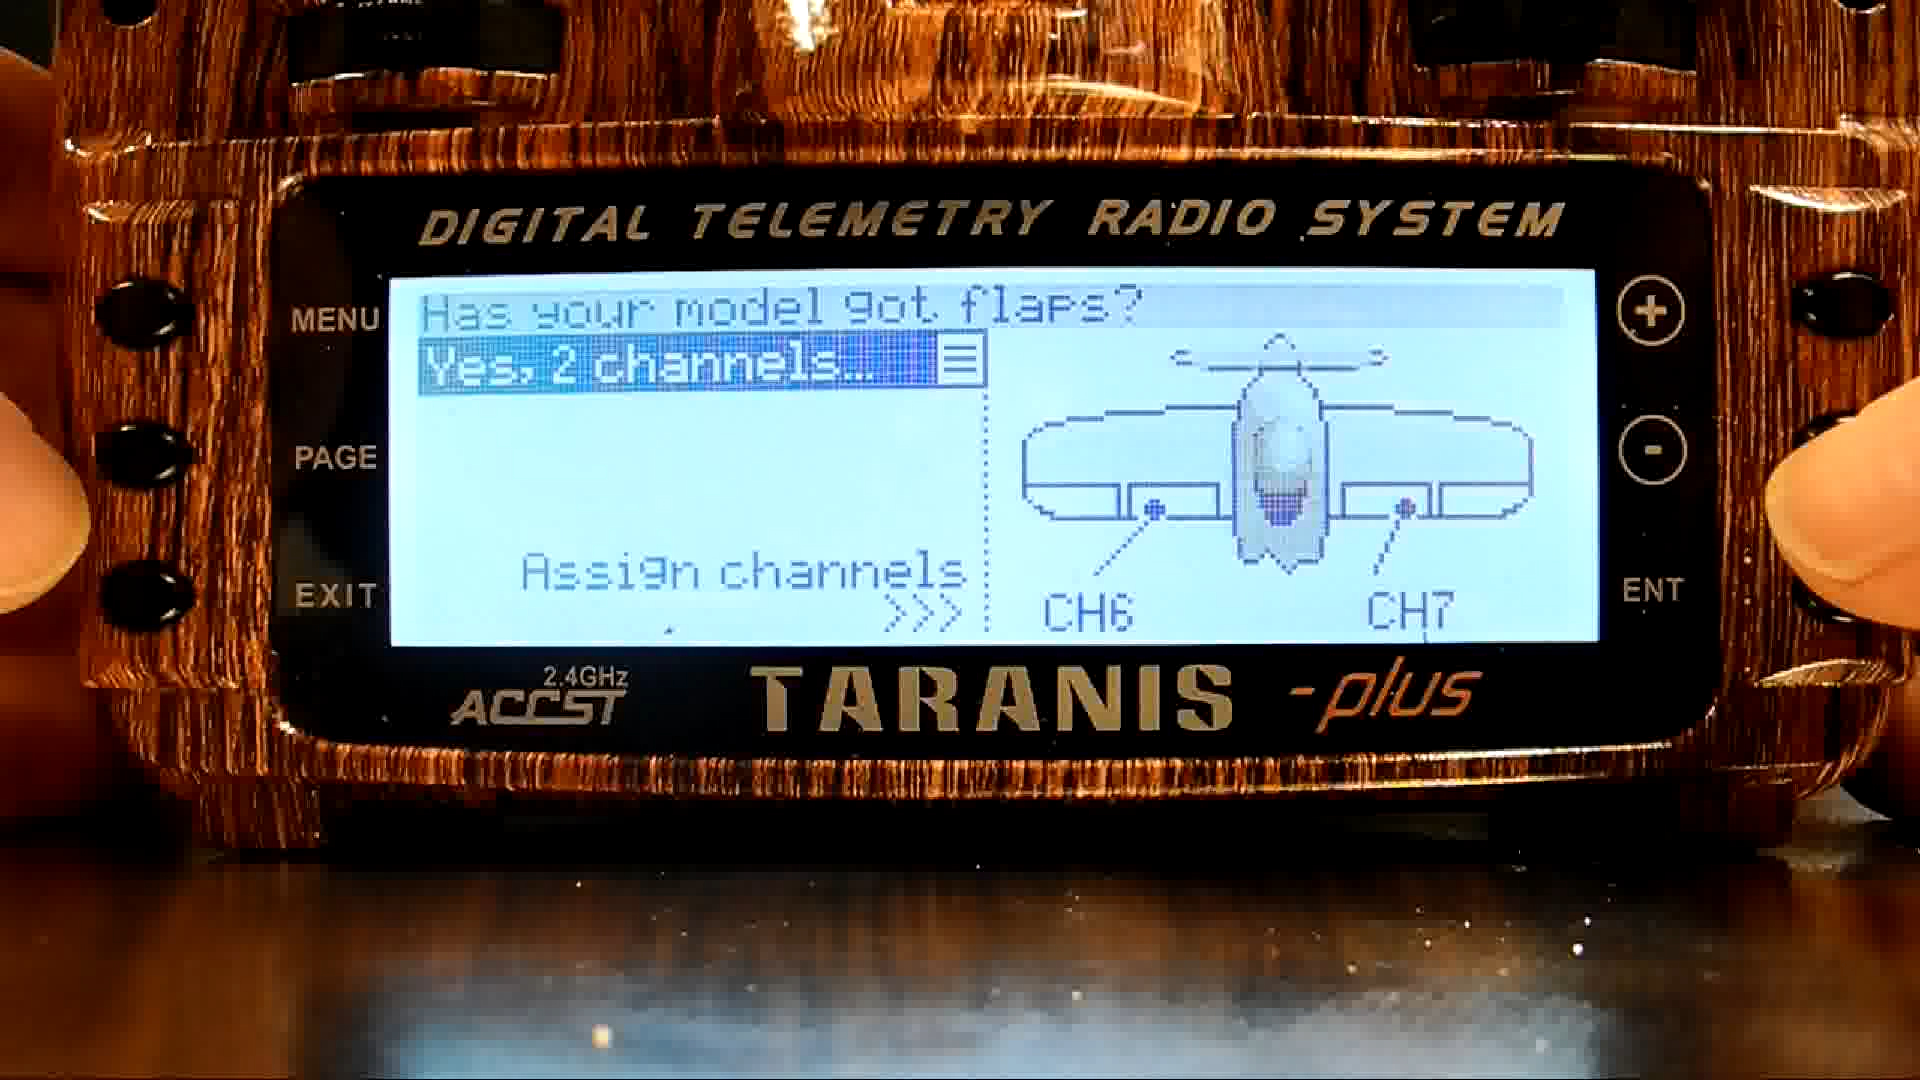 DIGITAL TELEMETRY RADIO SYSTEM
MENU
PAGE
EXIT
Has your model got flaps?
Yes, 2 channels...
Assign channels
>>>
CH6
CH7
+
-
ENT
2.4GHz
ACCST
TARANIS -plus